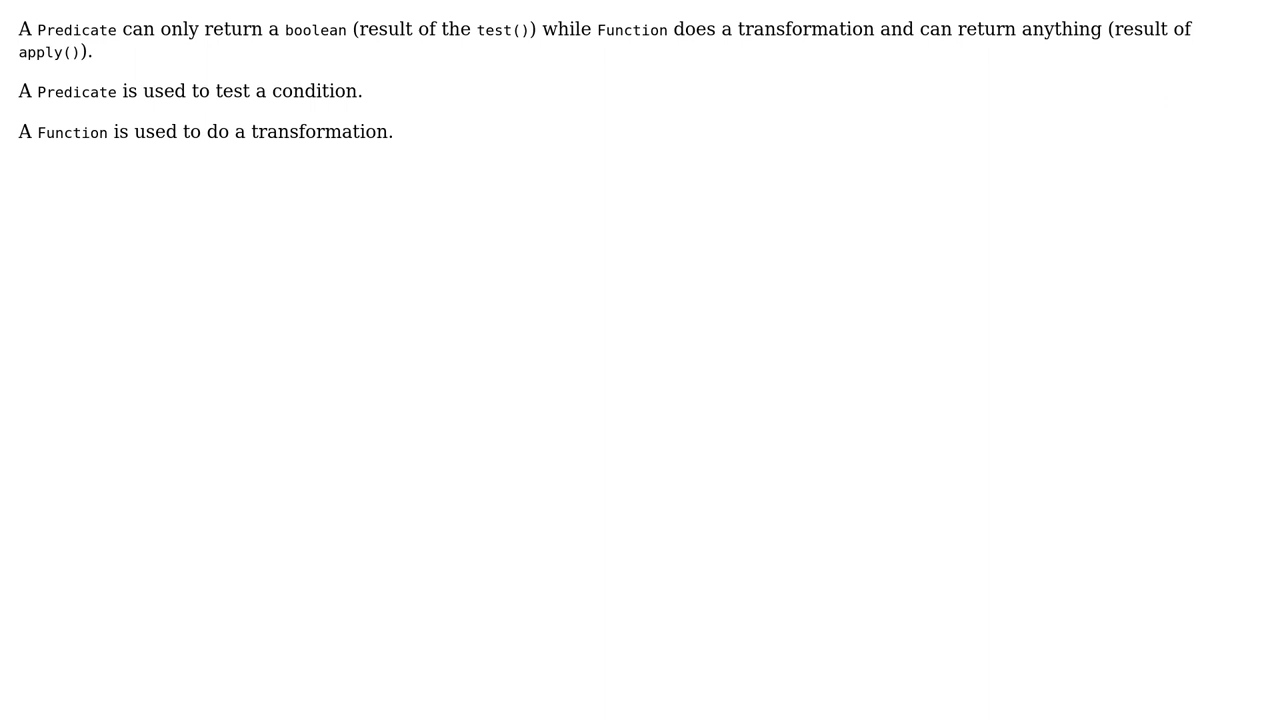 A Predicate can only return a boolean (result of the test()) while Function does a transformation and can return anything (result of
apply()).
A Predicate is used to test a condition.
A Function is used to do a transformation.